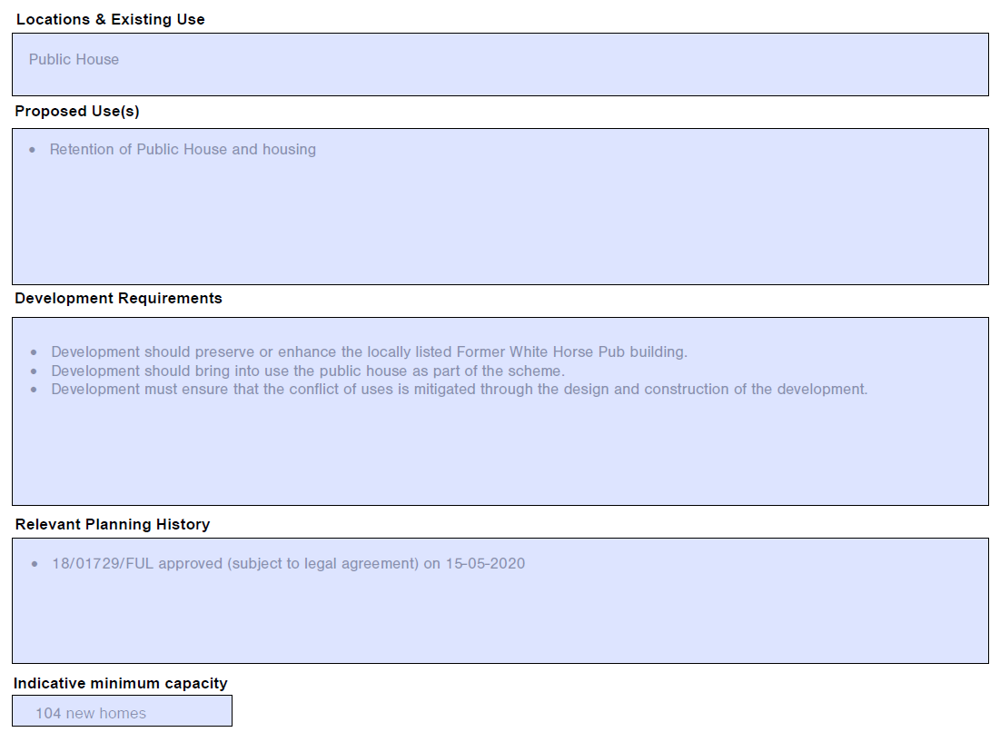 Locations & Existing Use
Public House
Proposed Use(s)
• Retention of Public House and housing
Development Requirements
• Development should preserve or enhance the locally listed Former White Horse Pub building.
• Development should bring into use the public house as part of the scheme.
• Development must ensure that the conflict of uses is mitigated through the design and construction of the development.
Relevant Planning History
• 18/01729/FUL approved (subject to legal agreement) on 15-05-2020
Indicative minimum capacity
104 new homes